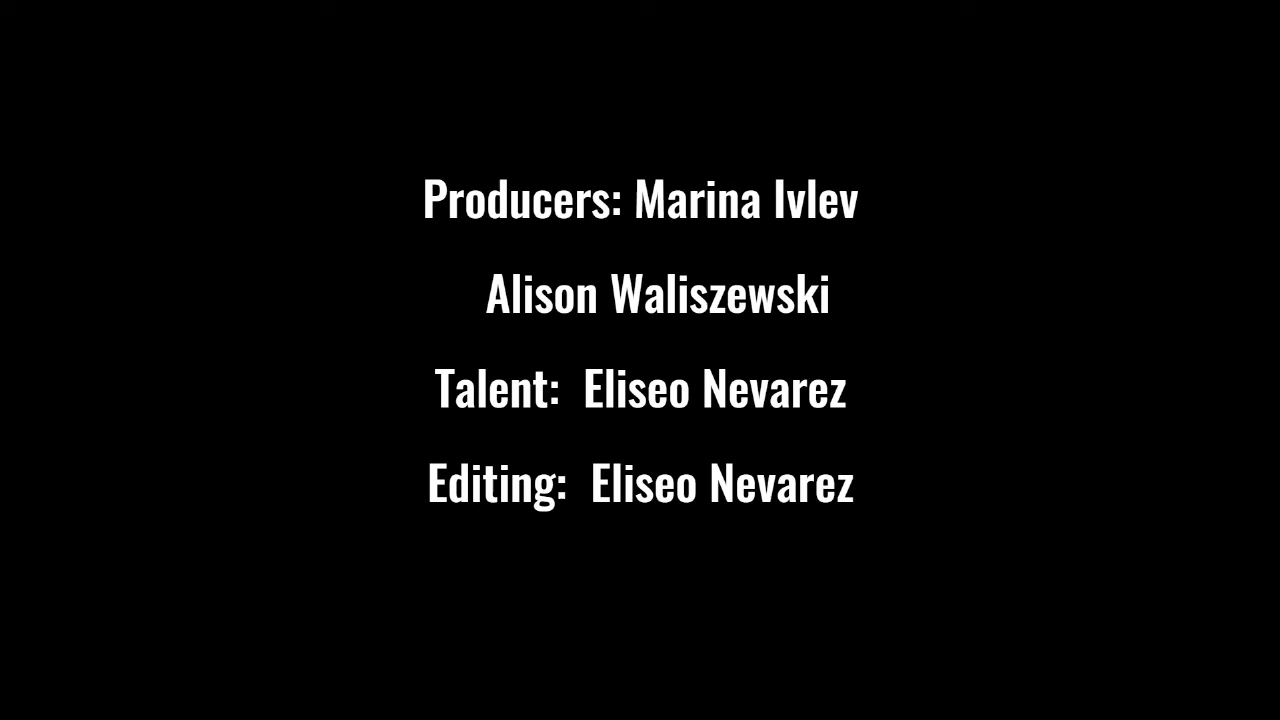 Producers: Marina Ivlev
Alison Waliszewski
Talent:  Eliseo Nevarez
Editing:  Eliseo Nevarez